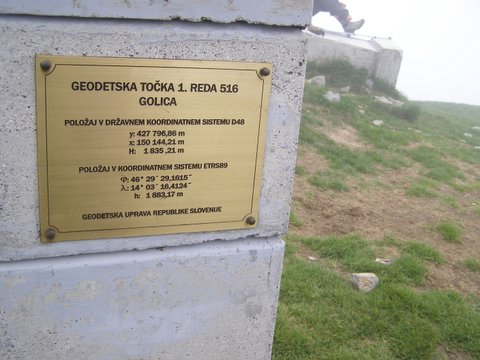 GEODETSKA TOČKA 1. REDA 516
GOLICA
POLOŽAJ V DRŽAVNEM KOORDINATNEM SISTEMU D48
y: 427 796,86 m
x: 150 144,21 m
H: 1 835,21 m
POLOŽAJ V KOORDINATNEM SISTEMU ETRS89
φ: 46° 29´ 29,1615˝
λ: 14° 03´ 16,4124˝
h: 1 883,17 m
GEODETSKA UPRAVA REPUBLIKE SLOVENIJE